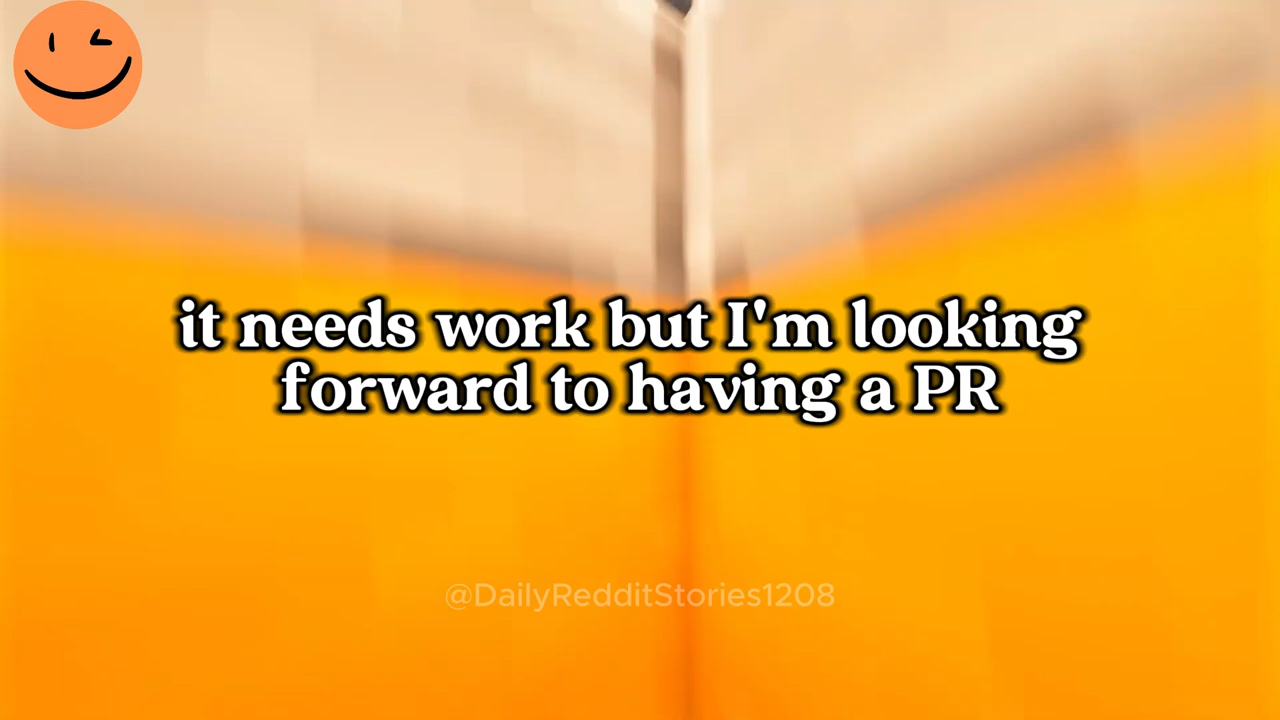 it needs work but I'm looking
forward to having a PR
@DailyRedditStories1208